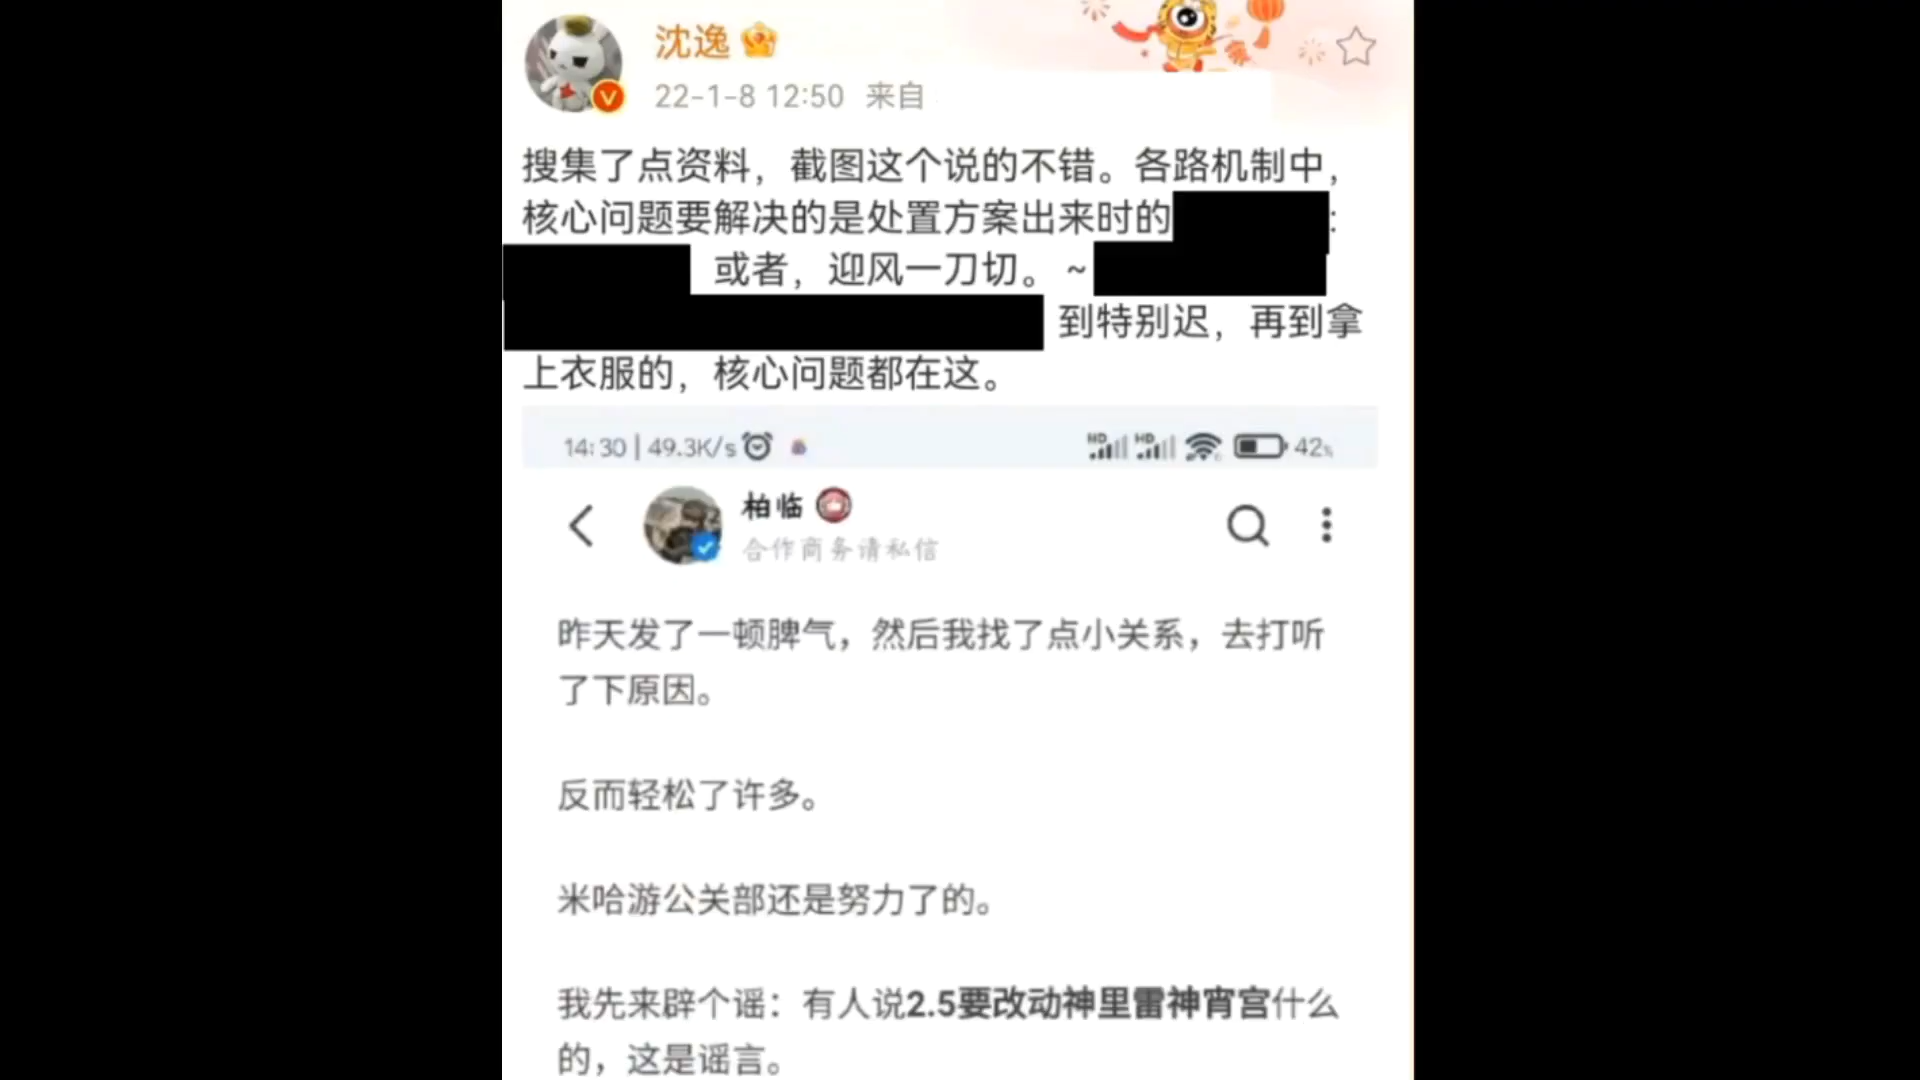 沈逸
22-1-8 12:50 来自
搜集了点资料，截图这个说的不错。各路机制中，
核心问题要解决的是处置方案出来时的 :
或者，迎风一刀切。~
到特别迟，再到拿
上衣服的，核心问题都在这。
14:30 | 49.3K/s HD HD 42%
柏临
合作商务请私信
昨天发了一顿脾气，然后我找了点小关系，去打听
了下原因。
反而轻松了许多。
米哈游公关部还是努力了的。
我先来辟个谣：有人说2.5要改动神里雷神宵宫什么
的，这是谣言。